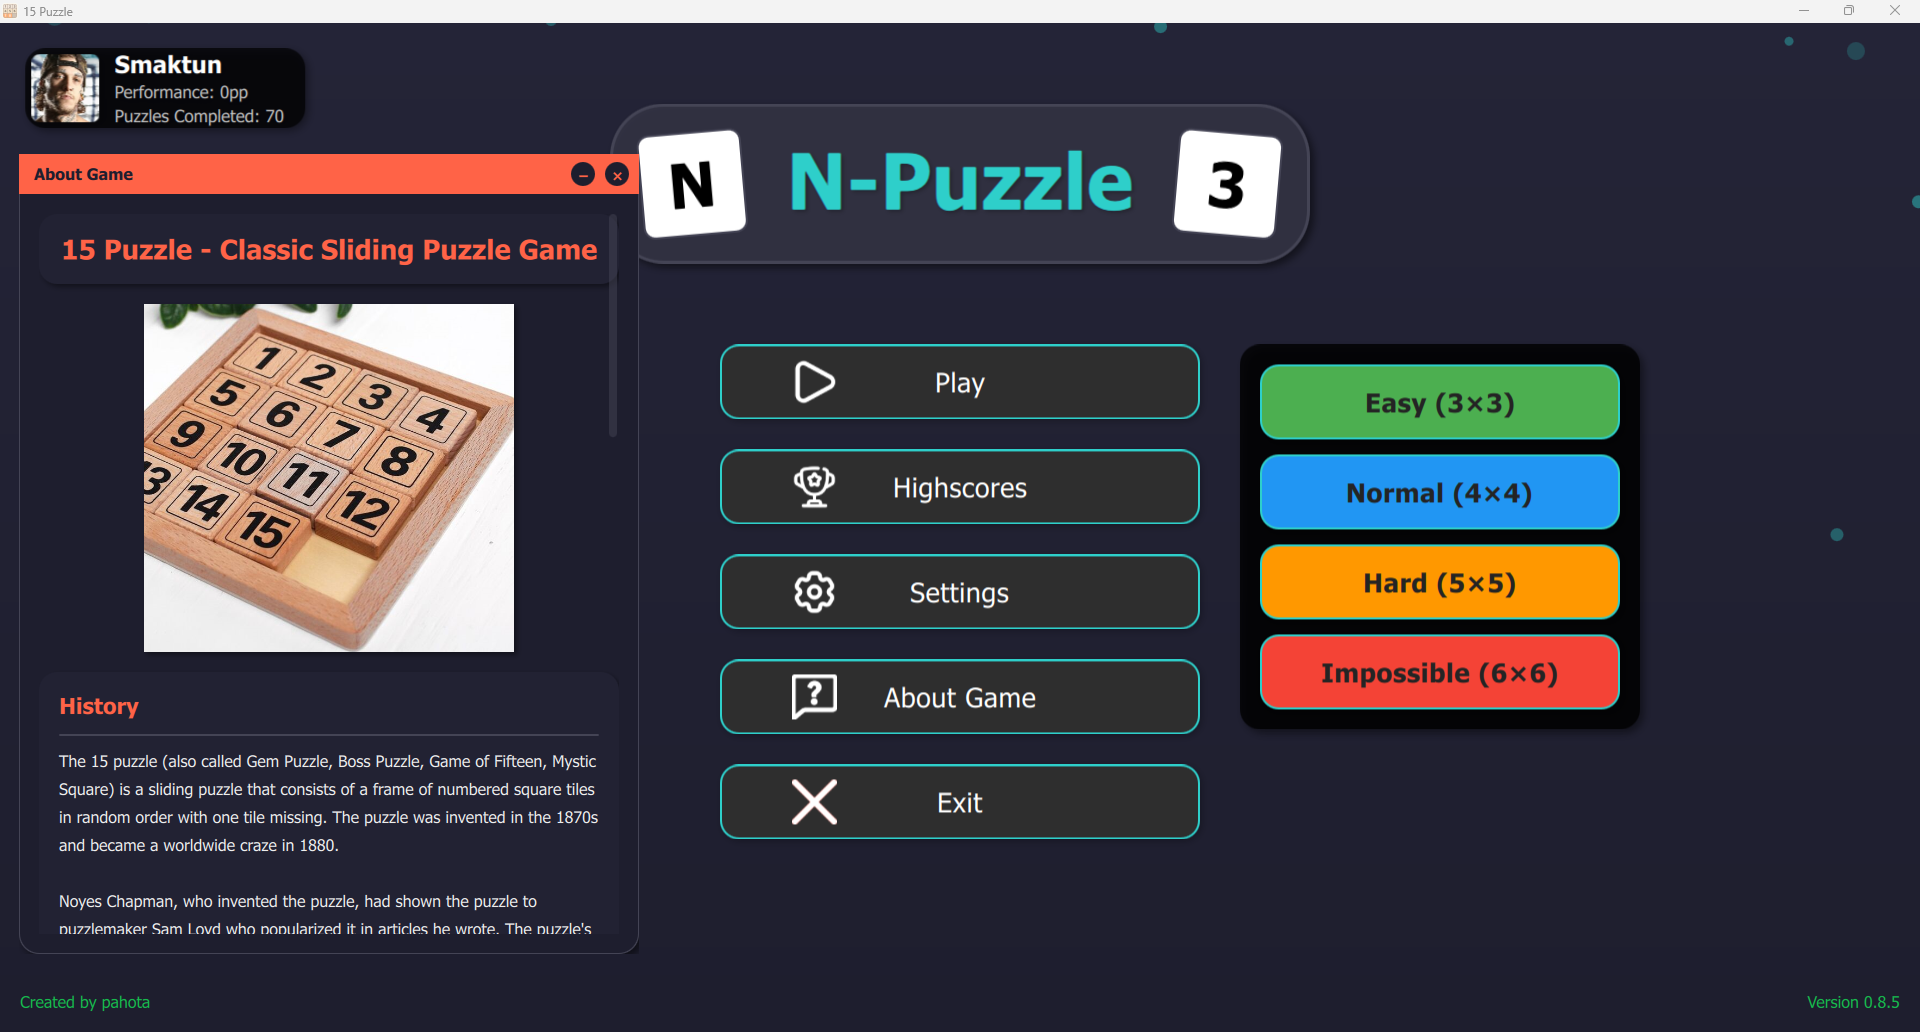 15 Puzzle
Smaktun
Performance: 0pp
Puzzles Completed: 70
N
N-Puzzle
3
About Game
15 Puzzle - Classic Sliding Puzzle Game
1
2
3
4
5
6
7
8
9
10
11
12
13
14
15
History
The 15 puzzle (also called Gem Puzzle, Boss Puzzle, Game of Fifteen, Mystic
Square) is a sliding puzzle that consists of a frame of numbered square tiles
in random order with one tile missing. The puzzle was invented in the 1870s
and became a worldwide craze in 1880.
Noyes Chapman, who invented the puzzle, had shown the puzzle to
puzzlemaker Sam Loyd who popularized it in articles he wrote. The puzzle's
Play
Highscores
Settings
About Game
Exit
Easy (3×3)
Normal (4×4)
Hard (5×5)
Impossible (6×6)
Created by pahota
Version 0.8.5